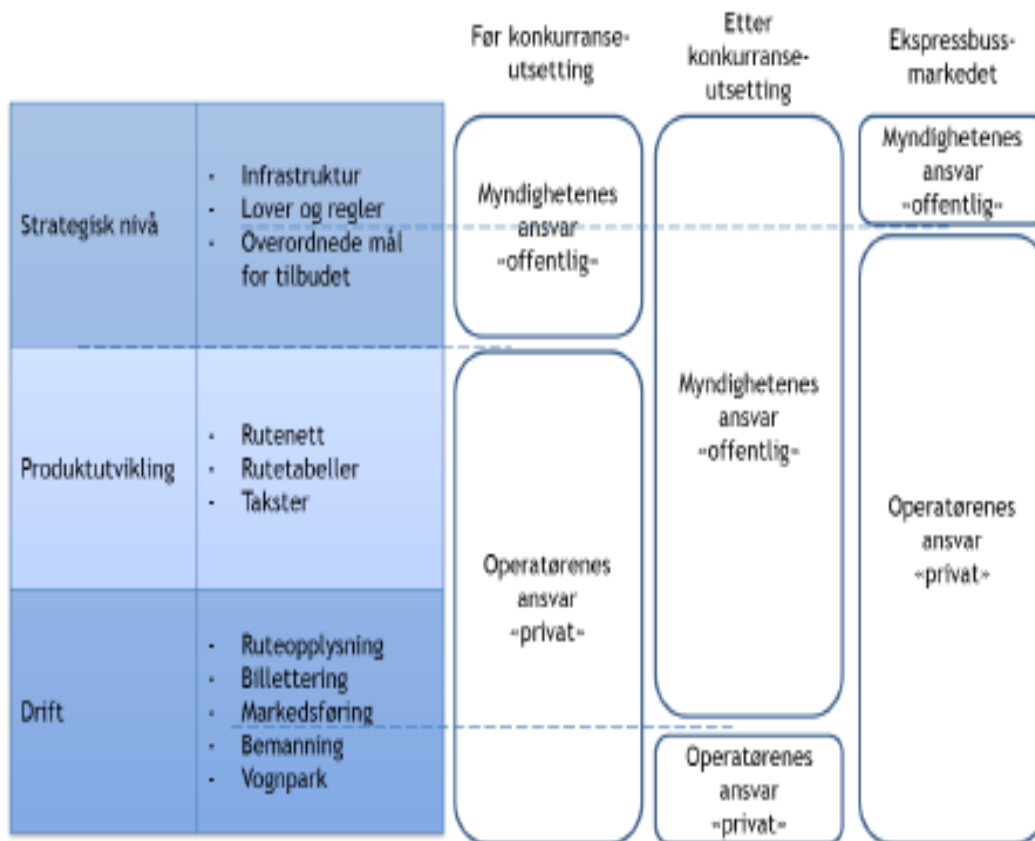 Før konkurranse-
utsetting
Etter
konkurranse-
utsetting
Ekspressbuss-
markedet
Strategisk nivå
- Infrastruktur
- Lover og regler
- Overordnede mål
for tilbudet
Produktutvikling
- Rutenett
- Rutetabeller
- Takster
Drift
- Ruteopplysning
- Billettering
- Markedsføring
- Bemanning
- Vognpark
Myndighetenes
ansvar
«offentlig»
Operatørenes
ansvar
«privat»
Myndighetenes
ansvar
«offentlig»
Operatørenes
ansvar
«privat»
Myndighetenes
ansvar
«offentlig»
Operatørenes
ansvar
«privat»